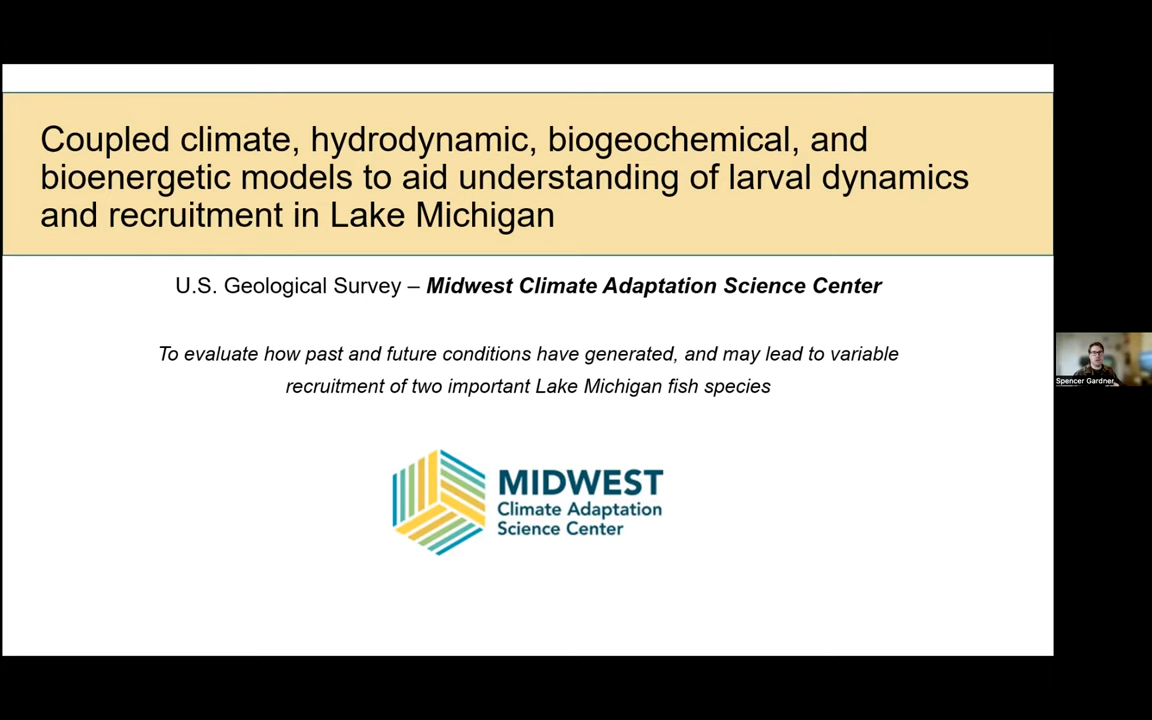 Coupled climate, hydrodynamic, biogeochemical, and
bioenergetic models to aid understanding of larval dynamics
and recruitment in Lake Michigan
U.S. Geological Survey – Midwest Climate Adaptation Science Center
To evaluate how past and future conditions have generated, and may lead to variable
recruitment of two important Lake Michigan fish species
MIDWEST
Climate Adaptation
Science Center
Spencer Gardner